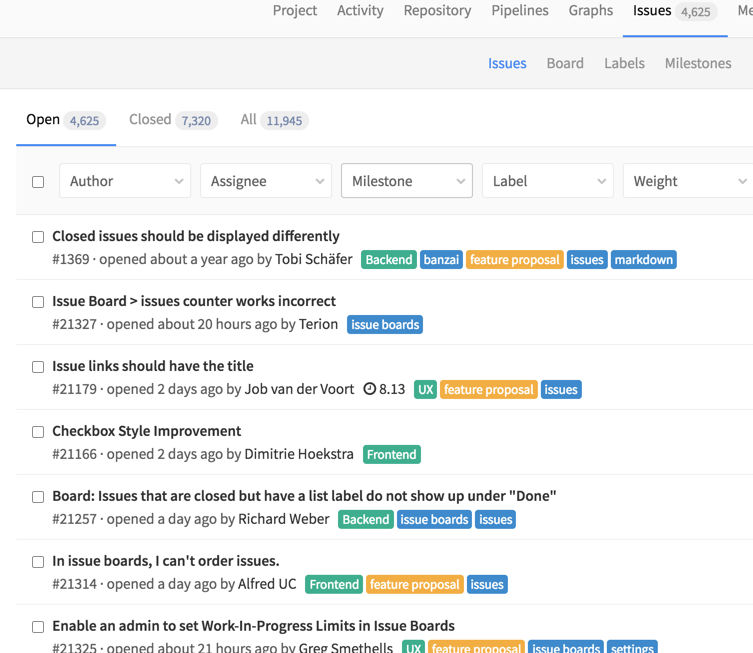 Project Activity Repository Pipelines Graphs Issues 4,625 Me
Issues Board Labels Milestones
Open 4,625 Closed 7,320 All 11,945
Author Assignee Milestone Label Weight
Closed issues should be displayed differently
#1369 · opened about a year ago by Tobi Schäfer Backend banzai feature proposal issues markdown
Issue Board > issues counter works incorrect
#21327 · opened about 20 hours ago by Terion issue boards
Issue links should have the title
#21179 · opened 2 days ago by Job van der Voort 8.13 UX feature proposal issues
Checkbox Style Improvement
#21166 · opened 2 days ago by Dimitrie Hoekstra Frontend
Board: Issues that are closed but have a list label do not show up under "Done"
#21257 · opened a day ago by Richard Weber Backend issue boards issues
In issue boards, I can't order issues.
#21314 · opened a day ago by Alfred UC Frontend feature proposal issues
Enable an admin to set Work-In-Progress Limits in Issue Boards
#21325 · opened about 21 hours ago by Greg Smethells UX feature proposal issue boards settings